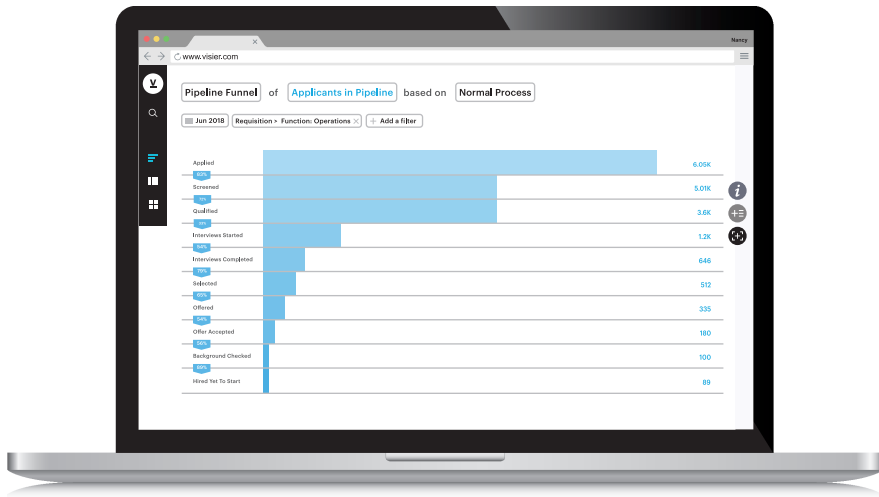 Nancy
www.visier.com
Pipeline Funnel of Applicants in Pipeline based on Normal Process
Jun 2018 Requisition > Function: Operations × + Add a filter
Applied 6.05K
83%
Screened 5.01K
Qualified 3.6K
Interviews Started 1.2K
54%
Interviews Completed 646
79%
Selected 512
Offered 335
54%
Offer Accepted 180
56%
Background Checked 100
Hired Yet To Start 89